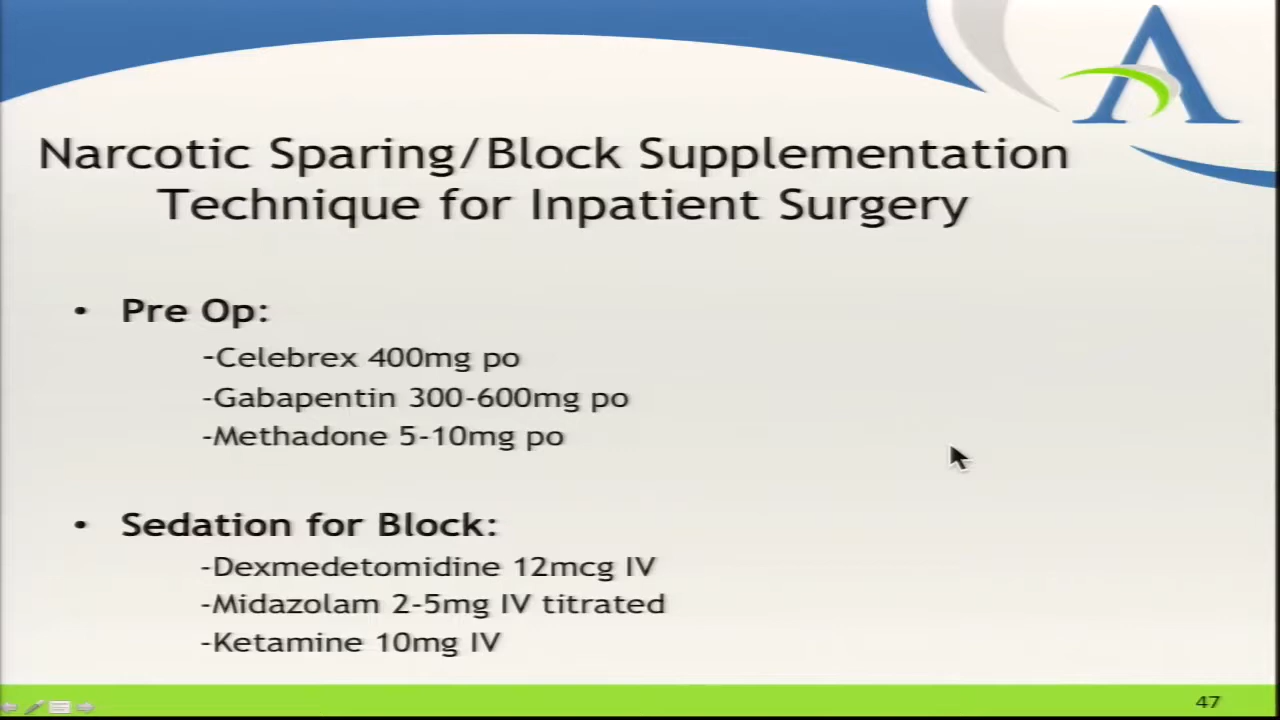 Narcotic Sparing/Block Supplementation
Technique for Inpatient Surgery
• Pre Op:
-Celebrex 400mg po
-Gabapentin 300-600mg po
-Methadone 5-10mg po
• Sedation for Block:
-Dexmedetomidine 12mcg IV
-Midazolam 2-5mg IV titrated
-Ketamine 10mg IV
47